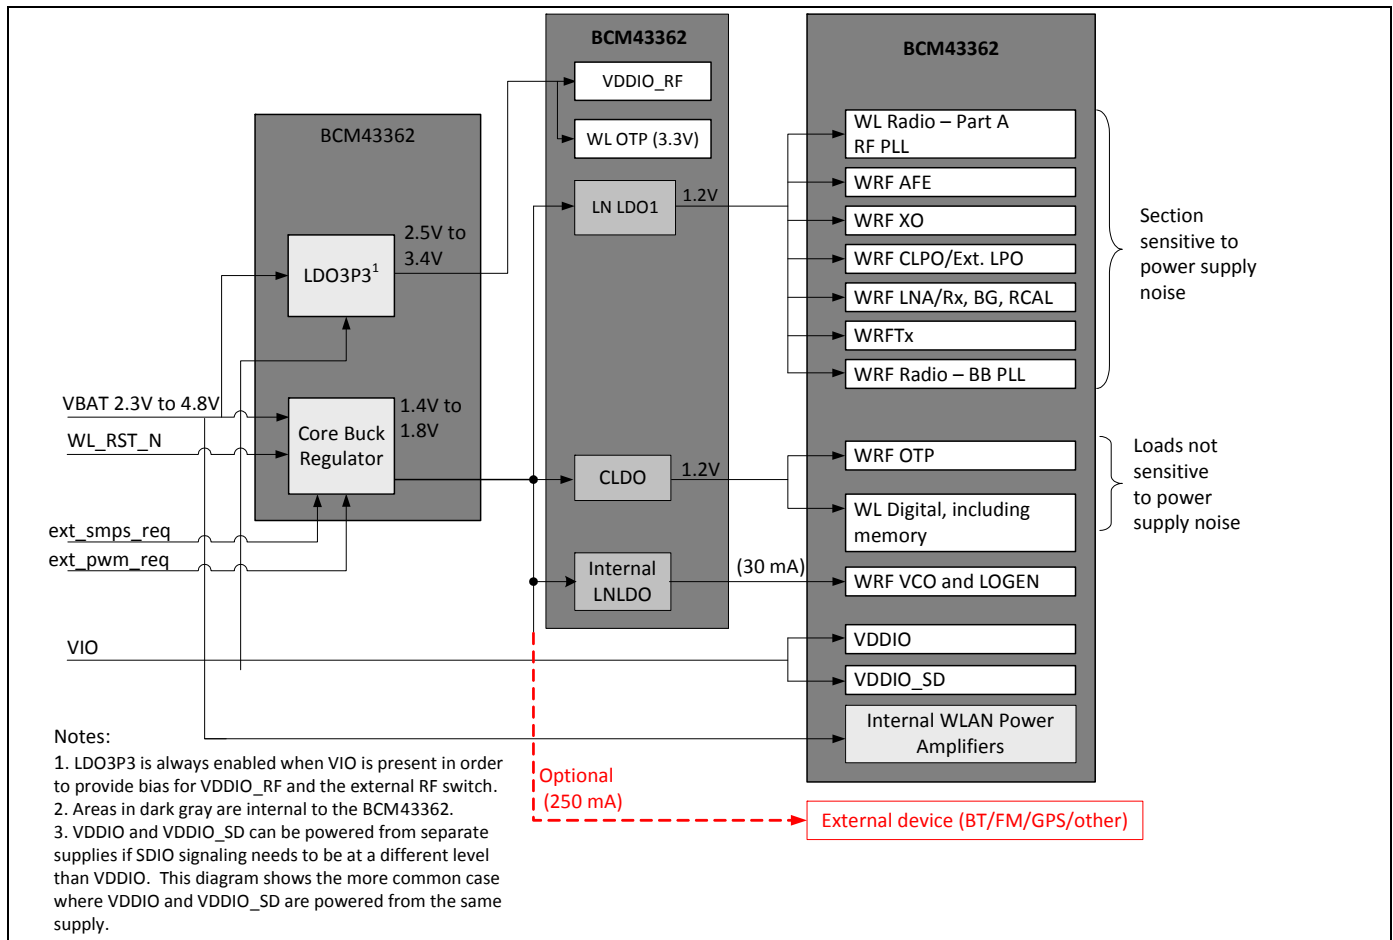 BCM43362
LDO3P3¹
2.5V to
3.4V
Core Buck
Regulator
1.4V to
1.8V
VBAT 2.3V to 4.8V
WL_RST_N
ext_smps_req
ext_pwm_req
VIO
BCM43362
VDDIO_RF
WL OTP (3.3V)
LN LDO1
1.2V
CLDO
1.2V
Internal
LNLDO
(30 mA)
BCM43362
WL Radio – Part A
RF PLL
WRF AFE
WRF XO
WRF CLPO/Ext. LPO
WRF LNA/Rx, BG, RCAL
WRFTx
WRF Radio – BB PLL
WRF OTP
WL Digital, including
memory
WRF VCO and LOGEN
VDDIO
VDDIO_SD
Internal WLAN Power
Amplifiers
Section
sensitive to
power supply
noise
Loads not
sensitive
to power
supply noise
Optional
(250 mA)
External device (BT/FM/GPS/other)
Notes:
1. LDO3P3 is always enabled when VIO is present in order
to provide bias for VDDIO_RF and the external RF switch.
2. Areas in dark gray are internal to the BCM43362.
3. VDDIO and VDDIO_SD can be powered from separate
supplies if SDIO signaling needs to be at a different level
than VDDIO. This diagram shows the more common case
where VDDIO and VDDIO_SD are powered from the same
supply.